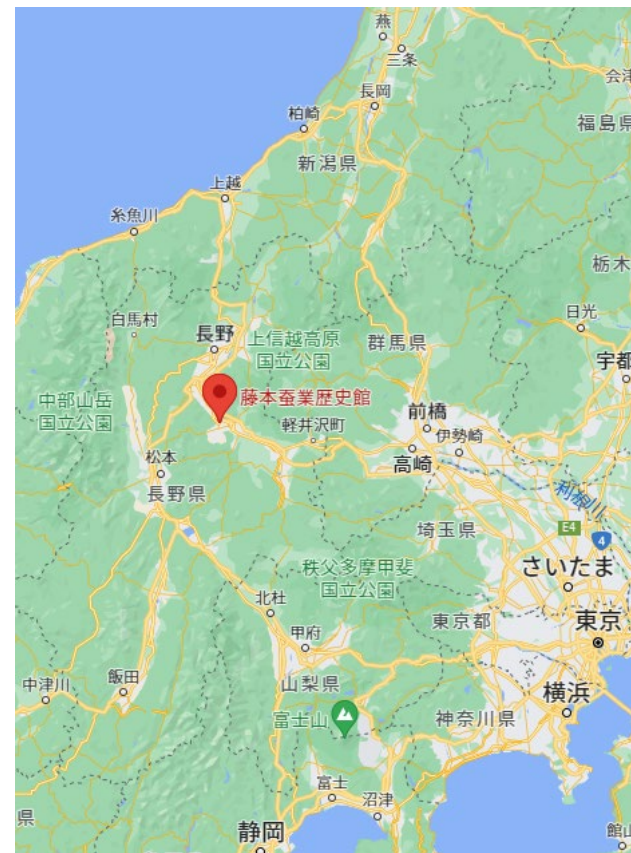 燕
三条
会津
長岡
柏崎
福島県
新潟県
上越
糸魚川
栃木
日光
白馬村
長野
上信越高原
国立公園
群馬県
宇都
中部山岳
国立公園
藤本蚕業歴史館
前橋
軽井沢町
伊勢崎
高崎
松本
長野県
利根川
E4
4
埼玉県
さいたま
秩父多摩甲斐
国立公園
北杜
東京都
東京
甲府
飯田
中津川
山梨県
横浜
富士山
神奈川県
富士
沼津
県
静岡
館山